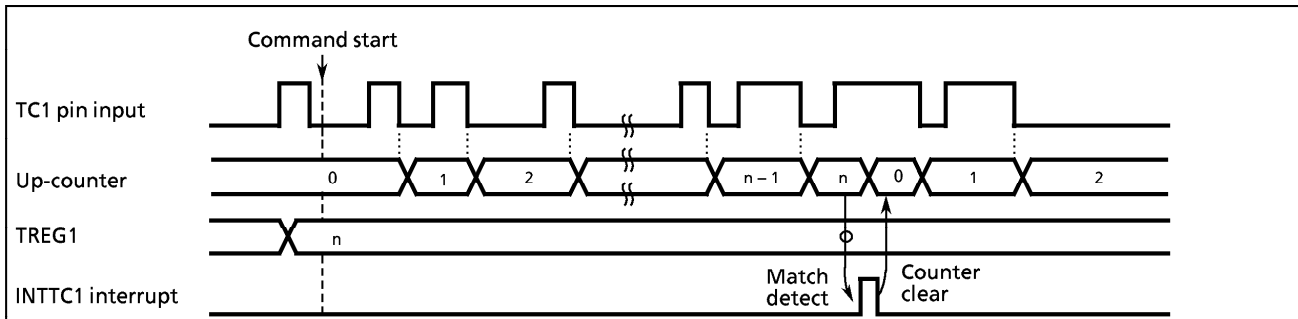 Command start
TC1 pin input
Up-counter 0 1 2 n – 1 n 0 1 2
TREG1 n
Match detect
Counter clear
INTTC1 interrupt